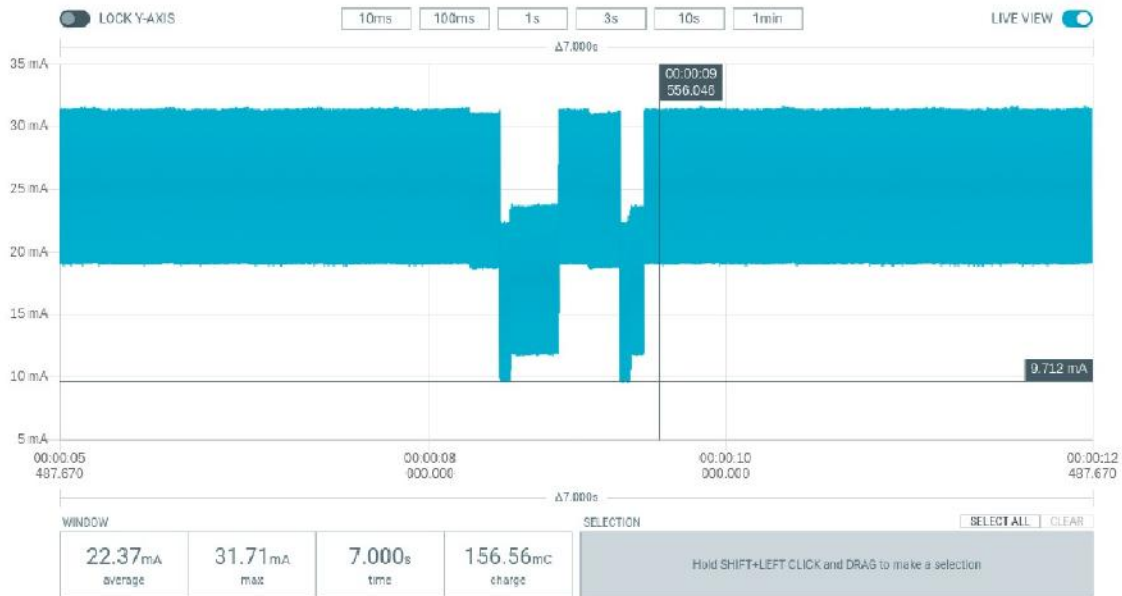 LOCK Y-AXIS 10ms 100ms 1s 3s 10s 1min LIVE VIEW
Δ7.000s
35 mA
00:00:09
556.046
30 mA
25 mA
20 mA
15 mA
10 mA
9.712 mA
5 mA
00:00:05 00:00:08 00:00:10 00:00:12
487.670 000.000 000.000 487.670
Δ7.000s
WINDOW SELECTION SELECT ALL CLEAR
22.37mA 31.71mA 7.000s 156.56mC
average max time charge
Hold SHIFT+LEFT CLICK and DRAG to make a selection